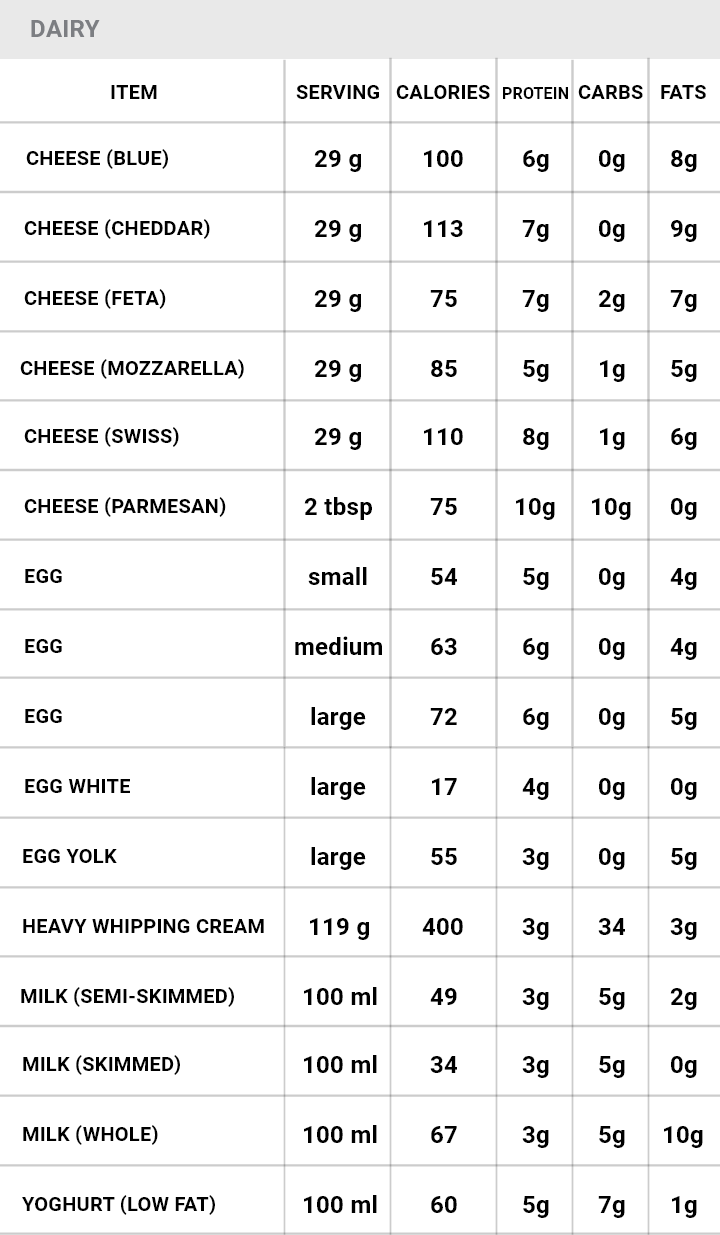 DAIRY
ITEM SERVING CALORIES PROTEIN CARBS FATS
CHEESE (BLUE) 29 g 100 6g 0g 8g
CHEESE (CHEDDAR) 29 g 113 7g 0g 9g
CHEESE (FETA) 29 g 75 7g 2g 7g
CHEESE (MOZZARELLA) 29 g 85 5g 1g 5g
CHEESE (SWISS) 29 g 110 8g 1g 6g
CHEESE (PARMESAN) 2 tbsp 75 10g 10g 0g
EGG small 54 5g 0g 4g
EGG medium 63 6g 0g 4g
EGG large 72 6g 0g 5g
EGG WHITE large 17 4g 0g 0g
EGG YOLK large 55 3g 0g 5g
HEAVY WHIPPING CREAM 119 g 400 3g 34 3g
MILK (SEMI-SKIMMED) 100 ml 49 3g 5g 2g
MILK (SKIMMED) 100 ml 34 3g 5g 0g
MILK (WHOLE) 100 ml 67 3g 5g 10g
YOGHURT (LOW FAT) 100 ml 60 5g 7g 1g